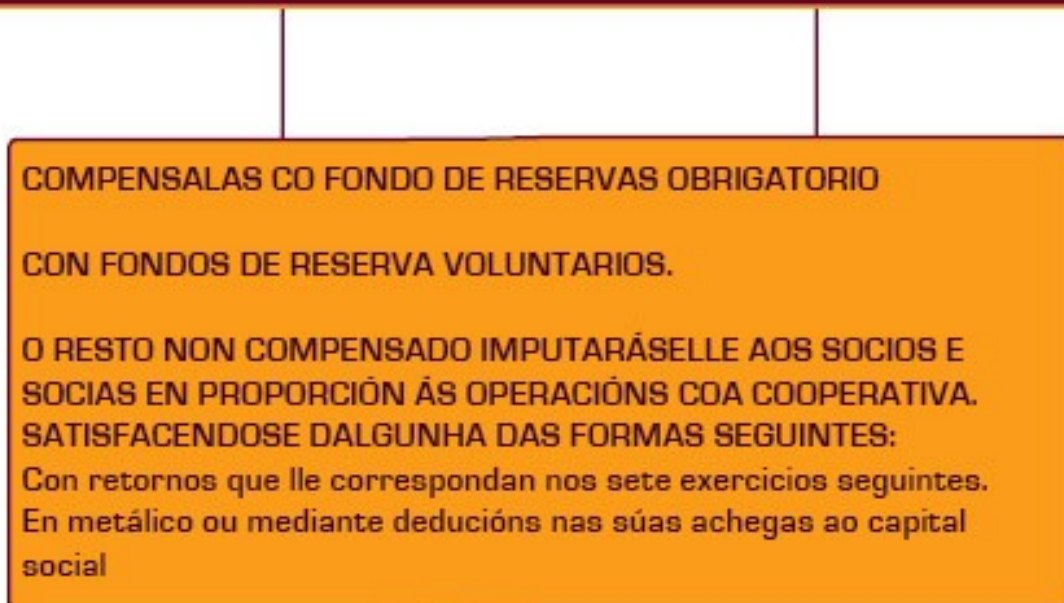 COMPENSALAS CO FONDO DE RESERVAS OBRIGATORIO
CON FONDOS DE RESERVA VOLUNTARIOS.
O RESTO NON COMPENSADO IMPUTARÁSELLE AOS SOCIOS E
SOCIAS EN PROPORCIÓN ÁS OPERACIÓNS COA COOPERATIVA.
SATISFACENDOSE DALGUNHA DAS FORMAS SEGUINTES:
Con retornos que lle correspondan nos sete exercicios seguintes.
En metálico ou mediante deducións nas súas achegas ao capital
social